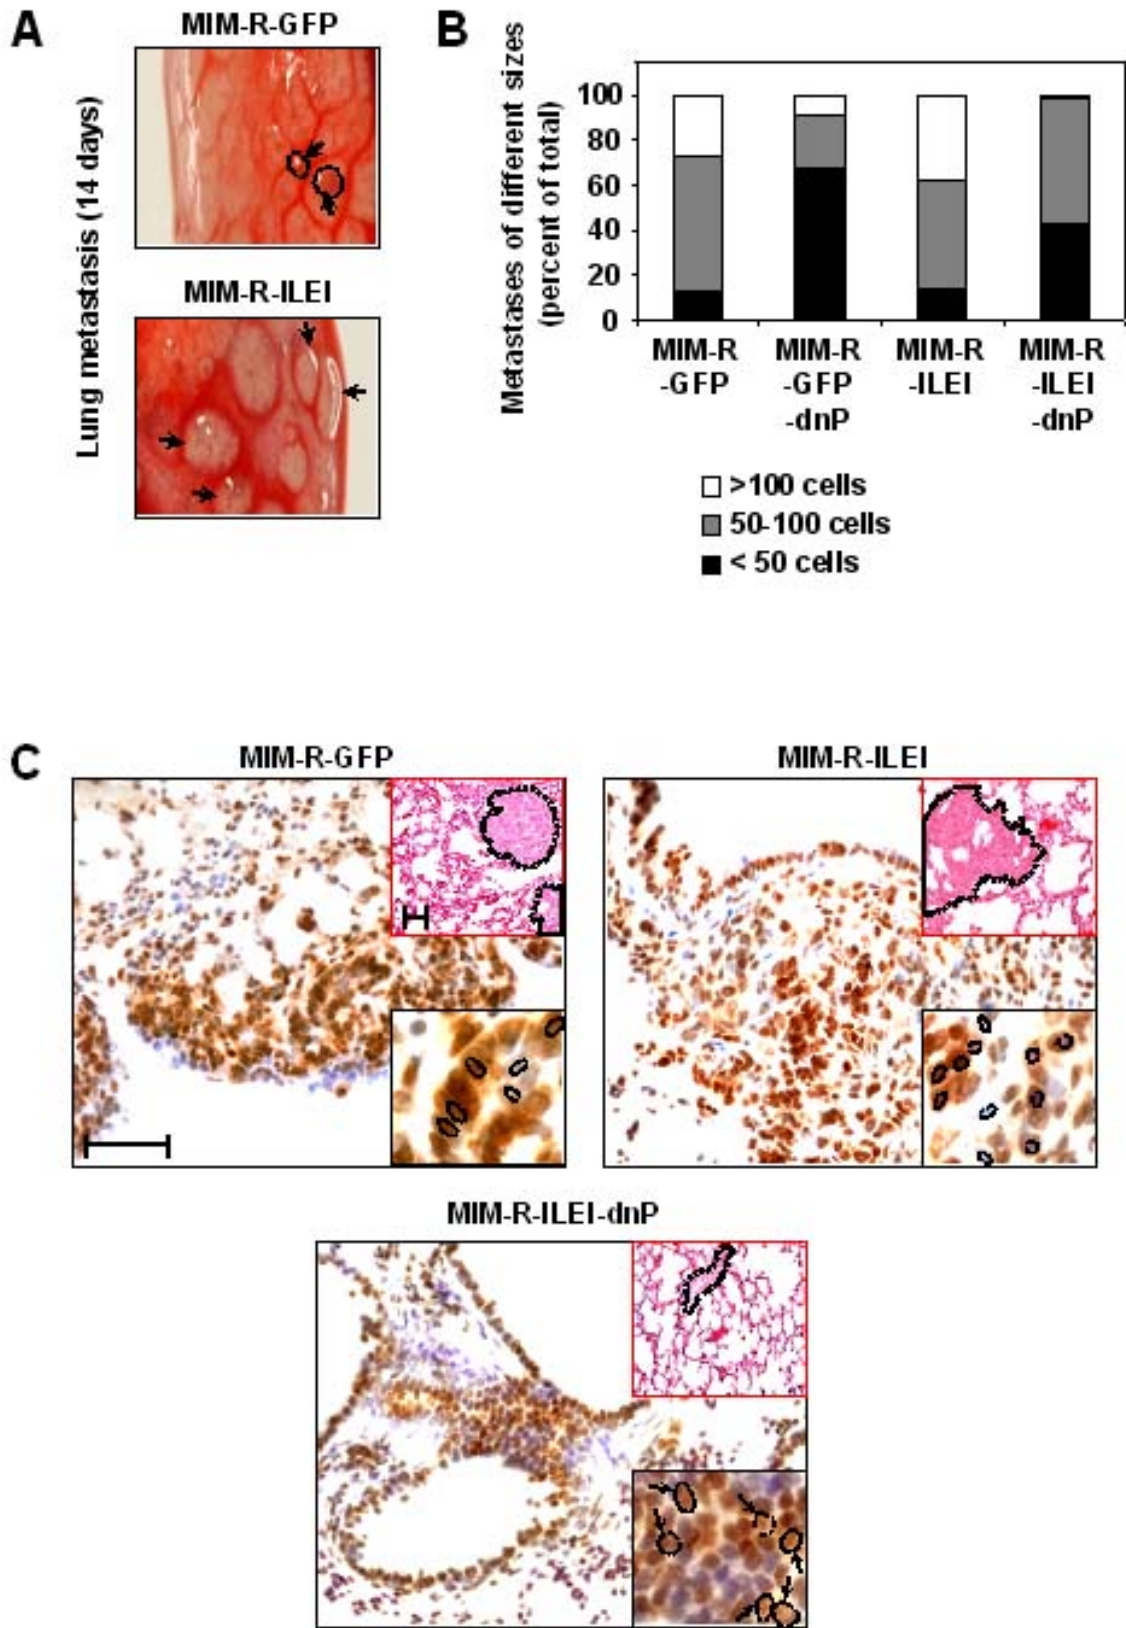 A
MIM-R-GFP
Lung metastasis (14 days)
MIM-R-ILEI
B
Metastases of different sizes
(percent of total)
100
80
60
40
20
0
MIM-R
-GFP
MIM-R
-GFP
-dnP
MIM-R
-ILEI
MIM-R
-ILEI
-dnP
>100 cells
50-100 cells
< 50 cells
C
MIM-R-GFP
MIM-R-ILEI
MIM-R-ILEI-dnP